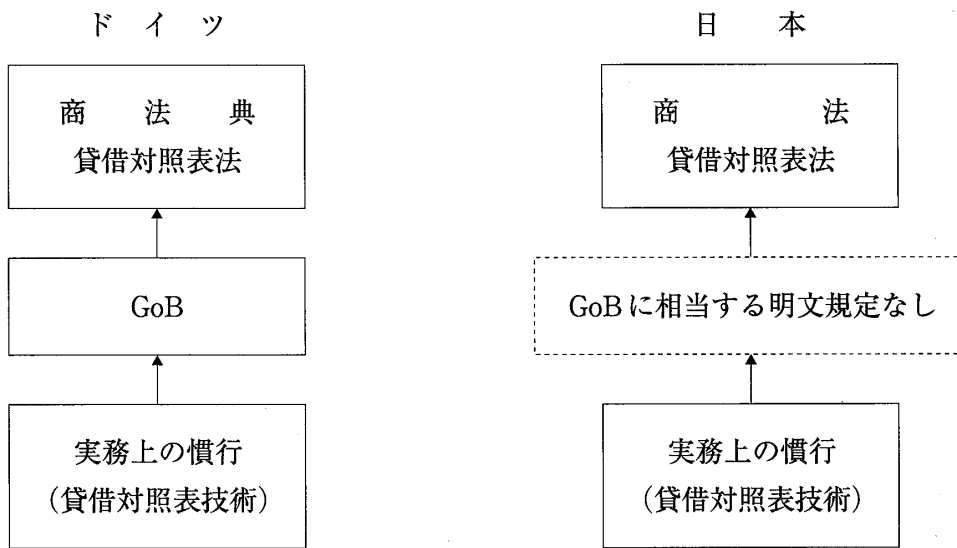 ドイツ
商法典
貸借対照表法
GoB
実務上の慣行
(貸借対照表技術)
日本
商法
貸借対照表法
GoBに相当する明文規定なし
実務上の慣行
(貸借対照表技術)